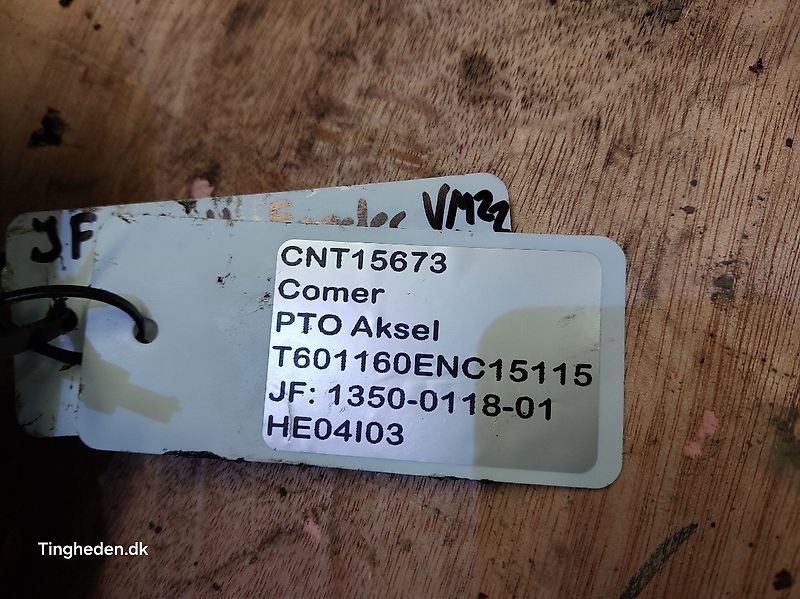 JF
VM22
CNT15673
Comer
PTO Aksel
T601160ENC15115
JF: 1350-0118-01
HE04I03
Tingheden.dk